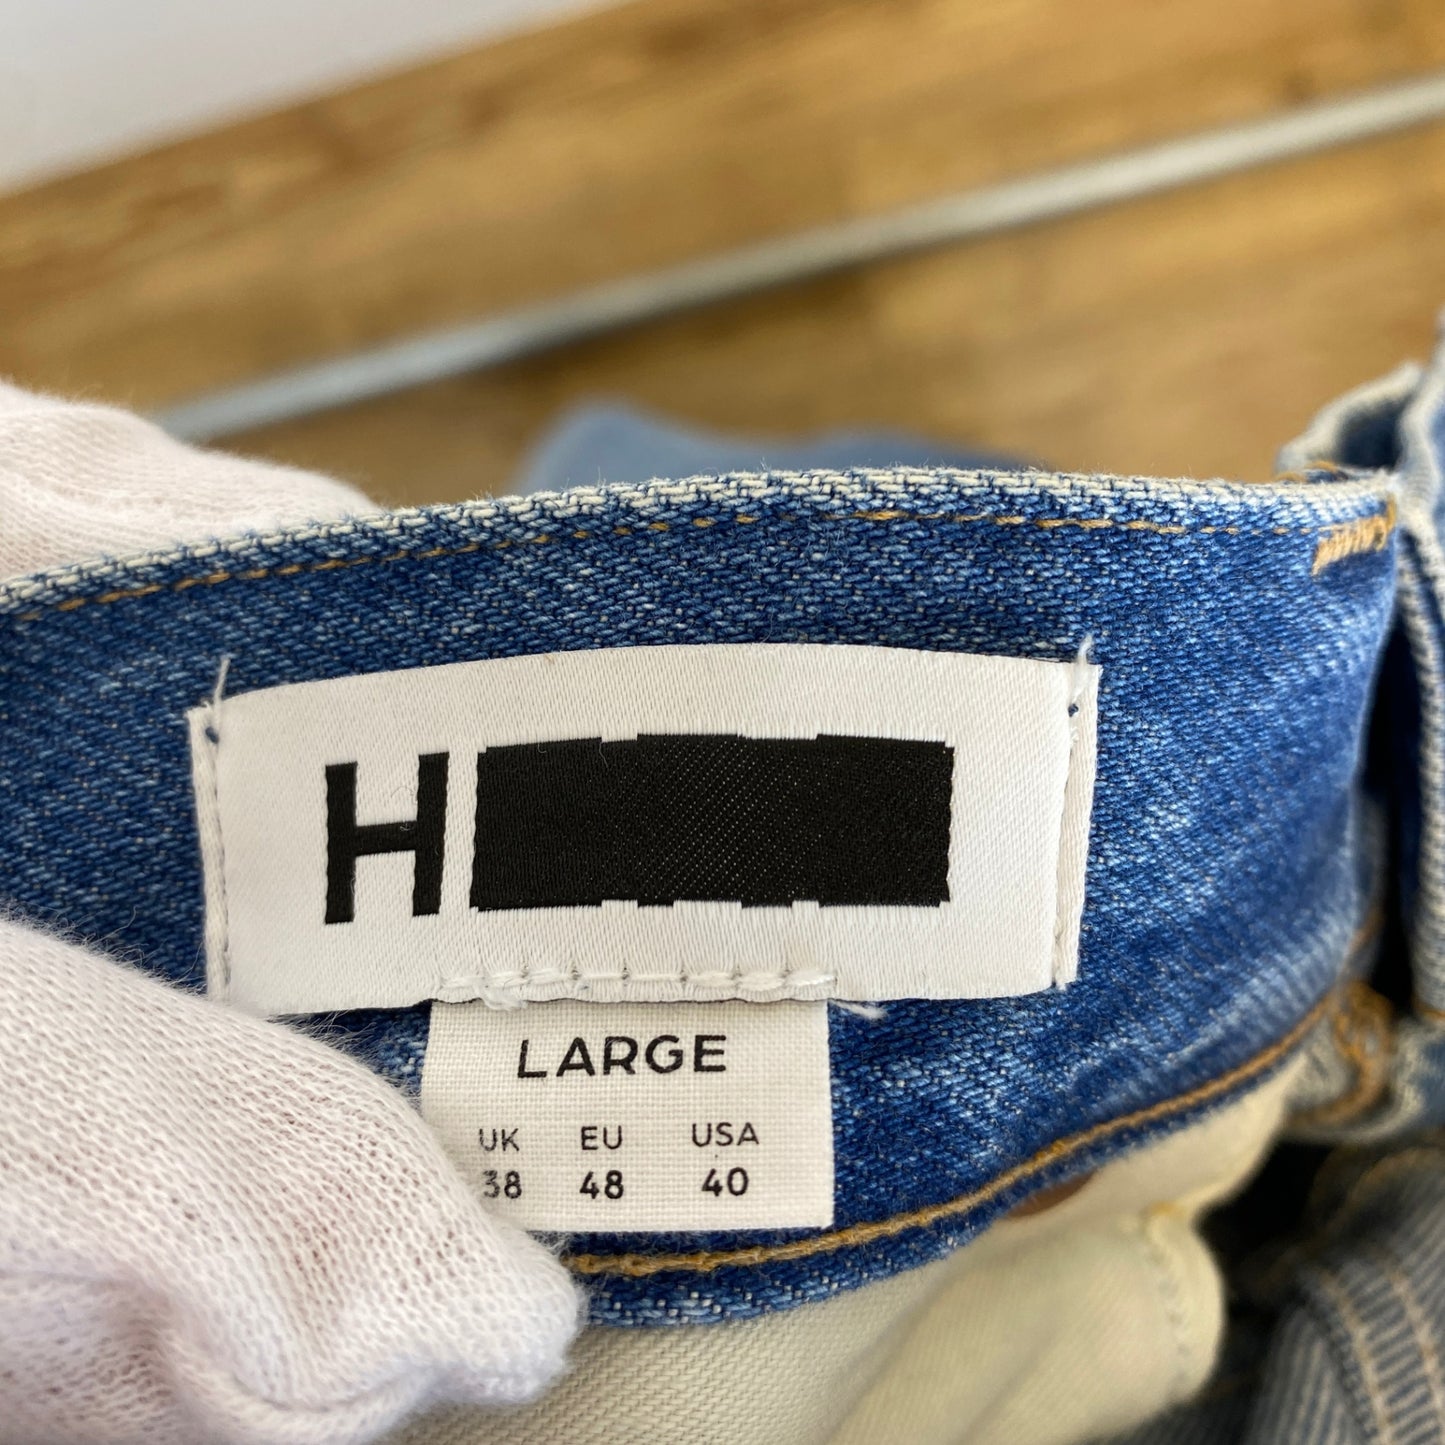 H█████
LARGE
UK EU USA
38 48 40